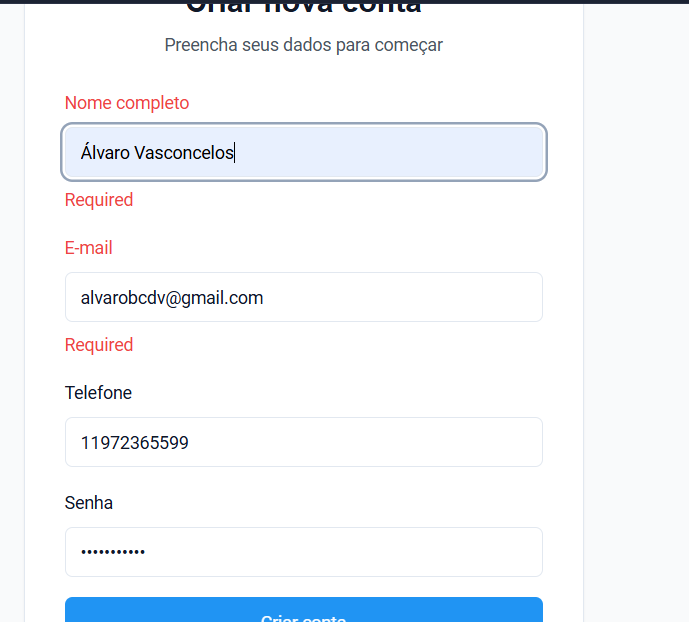 Criar nova conta
Preencha seus dados para começar
Nome completo
Álvaro Vasconcelos
Required
E-mail
alvarobcdv@gmail.com
Required
Telefone
11972365599
Senha
•••••••••••
Criar conta